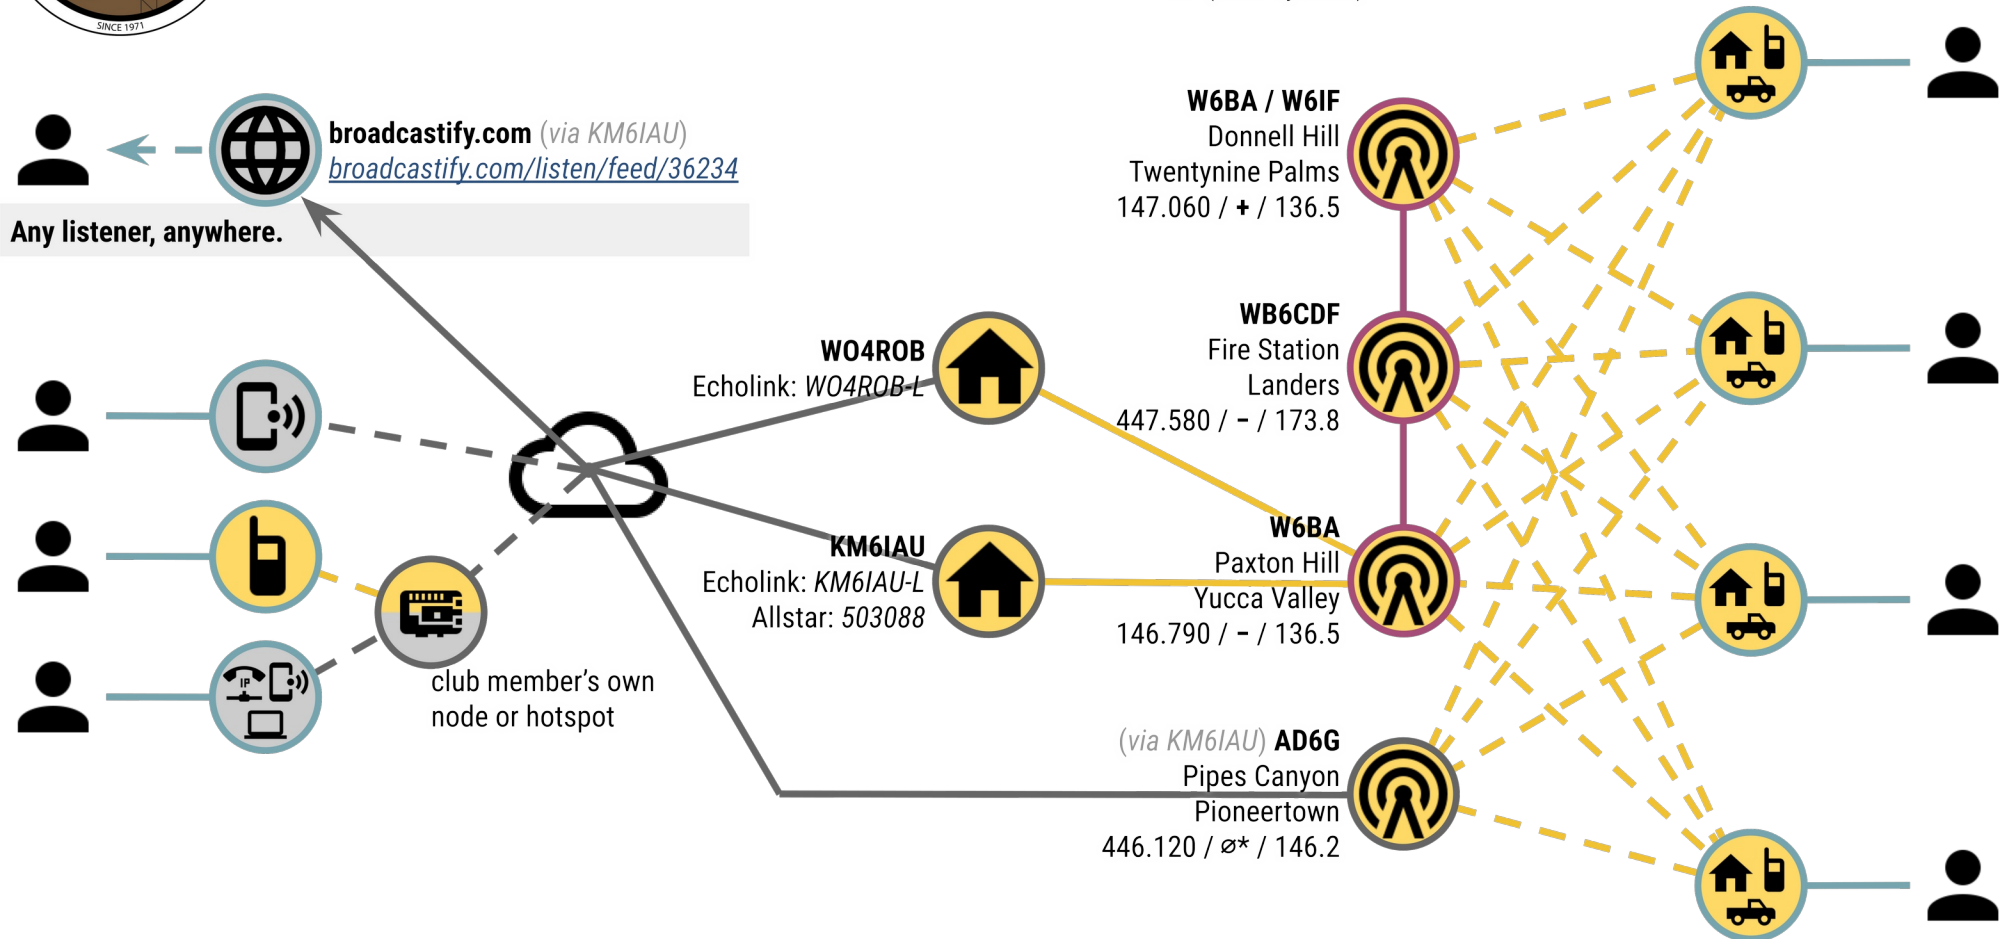 SINCE 1971
broadcastify.com (via KM6IAU)
broadcastify.com/listen/feed/36234
Any listener, anywhere.
W6BA / W6IF
Donnell Hill
Twentynine Palms
147.060 / + / 136.5
WB6CDF
Fire Station
Landers
447.580 / - / 173.8
WO4ROB
Echolink: WO4ROB-L
KM6IAU
Echolink: KM6IAU-L
Allstar: 503088
W6BA
Paxton Hill
Yucca Valley
146.790 / - / 136.5
IP
club member's own
node or hotspot
(via KM6IAU) AD6G
Pipes Canyon
Pioneertown
446.120 / ⌀* / 146.2